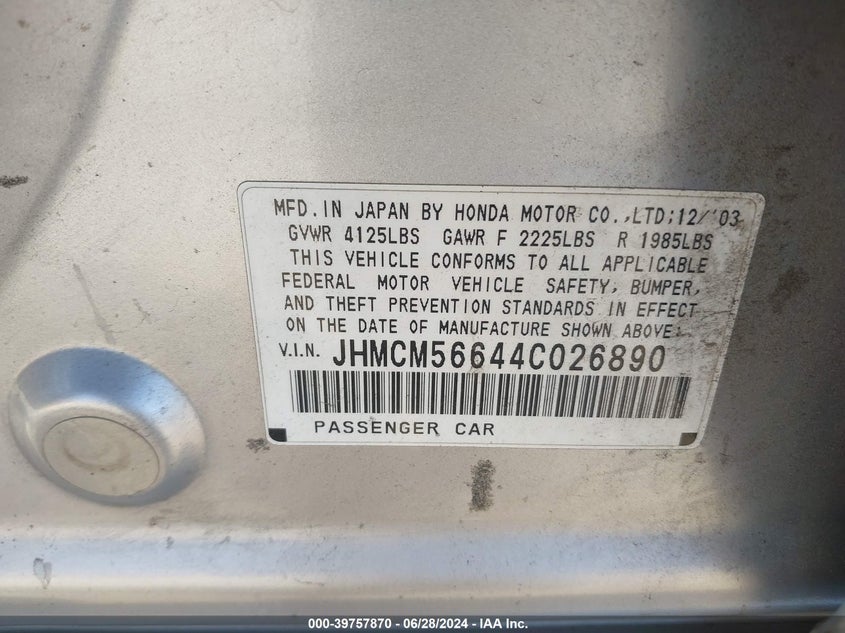 MFD. IN JAPAN BY HONDA MOTOR CO., LTD; 12/'03
GVWR 4125LBS GAWR F 2225LBS R 1985LBS
THIS VEHICLE CONFORMS TO ALL APPLICABLE
FEDERAL MOTOR VEHICLE SAFETY, BUMPER,
AND THEFT PREVENTION STANDARDS IN EFFECT
ON THE DATE OF MANUFACTURE SHOWN ABOVE.
V.I.N. JHMCM56644C026890
PASSENGER CAR
000-39757870 - 06/28/2024 - IAA Inc.